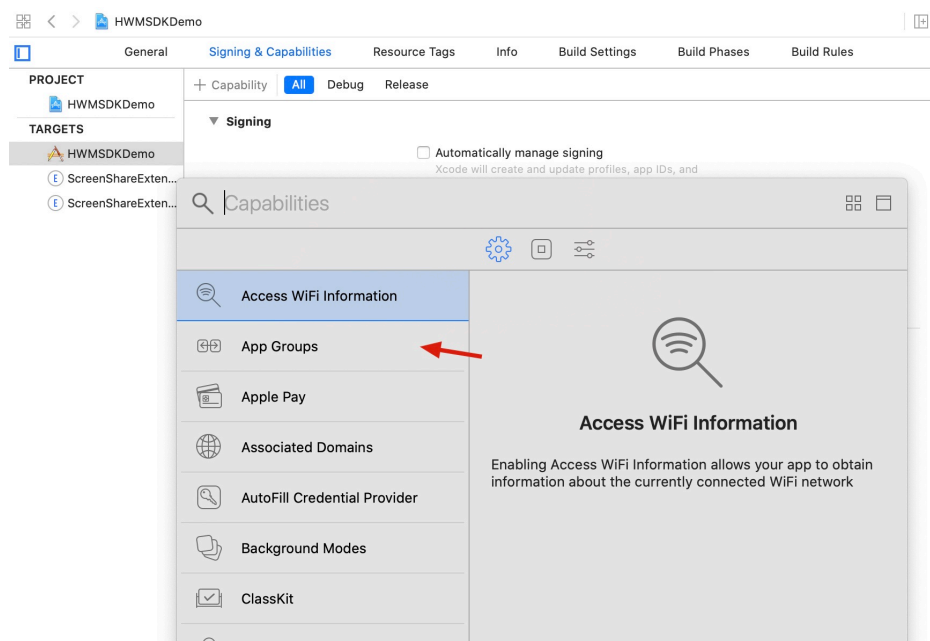 HWMSDKDemo
General Signing & Capabilities Resource Tags Info Build Settings Build Phases Build Rules
PROJECT
+ Capability All Debug Release
HWMSDKDemo
TARGETS
Signing
HWMSDKDemo
Automatically manage signing
Xcode will create and update profiles, app IDs, and
E ScreenShareExten...
E ScreenShareExten...
Capabilities
Access WiFi Information
App Groups
Apple Pay
Associated Domains
AutoFill Credential Provider
Background Modes
ClassKit
Access WiFi Information
Enabling Access WiFi Information allows your app to obtain
information about the currently connected WiFi network